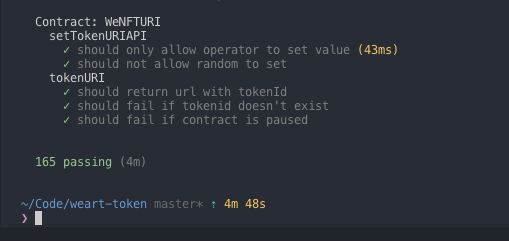 Contract: WeNFTURI
setTokenURIAPI
✓ should only allow operator to set value (43ms)
✓ should not allow random to set
tokenURI
✓ should return url with tokenId
✓ should fail if tokenid doesn't exist
✓ should fail if contract is paused
165 passing (4m)
~/Code/weart-token master* ⇡ 4m 48s
❯